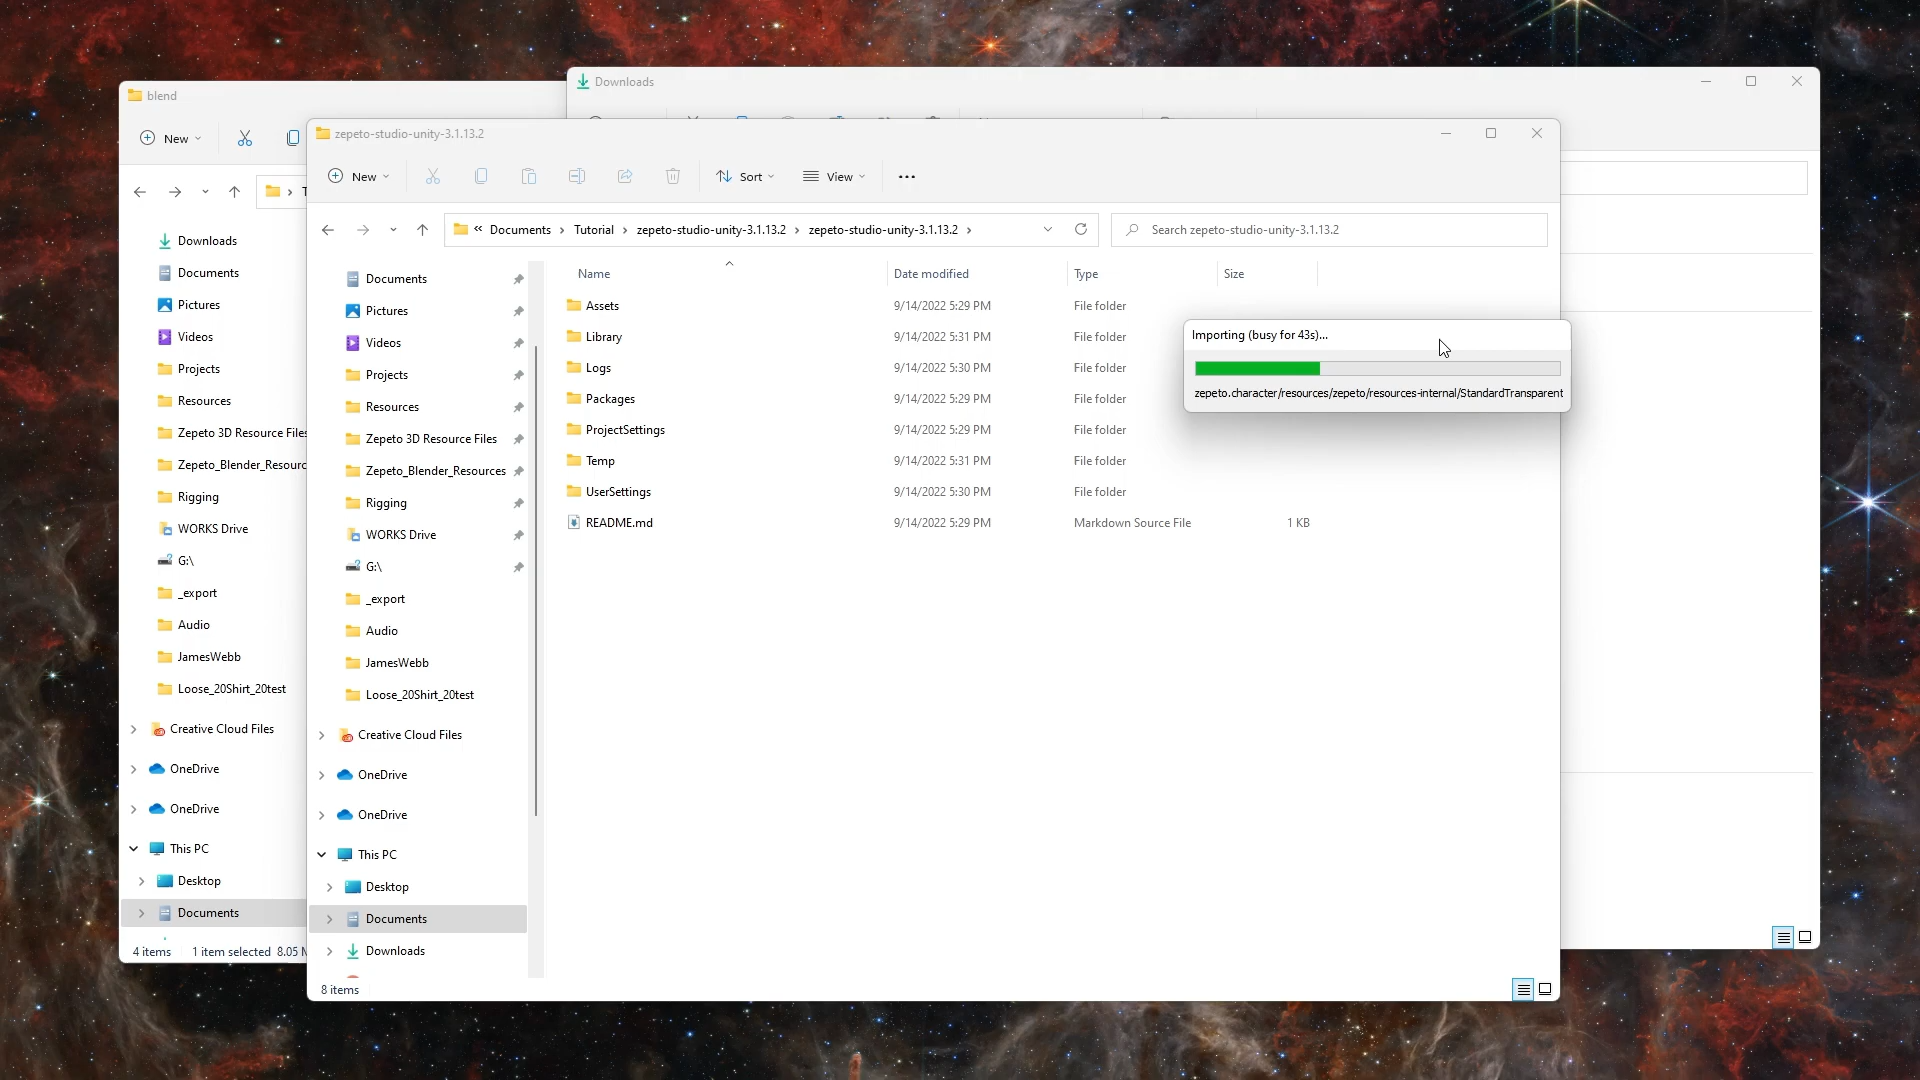 blend
New
T
Downloads
Documents
Pictures
Videos
Projects
Resources
Zepeto 3D Resource Files
Zepeto_Blender_Resourc
Rigging
WORKS Drive
G:\
_export
Audio
JamesWebb
Loose_20Shirt_20test
Creative Cloud Files
OneDrive
OneDrive
This PC
Desktop
Documents
4 items 1 item selected 8.05 M
Downloads
zepeto-studio-unity-3.1.13.2
New Sort View
« Documents › Tutorial › zepeto-studio-unity-3.1.13.2 › zepeto-studio-unity-3.1.13.2 ›
Search zepeto-studio-unity-3.1.13.2
Documents
Pictures
Videos
Projects
Resources
Zepeto 3D Resource Files
Zepeto_Blender_Resources
Rigging
WORKS Drive
G:\
_export
Audio
JamesWebb
Loose_20Shirt_20test
Creative Cloud Files
OneDrive
OneDrive
This PC
Desktop
Documents
Downloads
Name Date modified Type Size
Assets 9/14/2022 5:29 PM File folder
Library 9/14/2022 5:31 PM File folder
Logs 9/14/2022 5:30 PM File folder
Packages 9/14/2022 5:29 PM File folder
ProjectSettings 9/14/2022 5:29 PM File folder
Temp 9/14/2022 5:31 PM File folder
UserSettings 9/14/2022 5:30 PM File folder
README.md 9/14/2022 5:29 PM Markdown Source File 1 KB
8 items
Importing (busy for 43s)...
zepeto.character/resources/zepeto/resources-internal/StandardTransparent